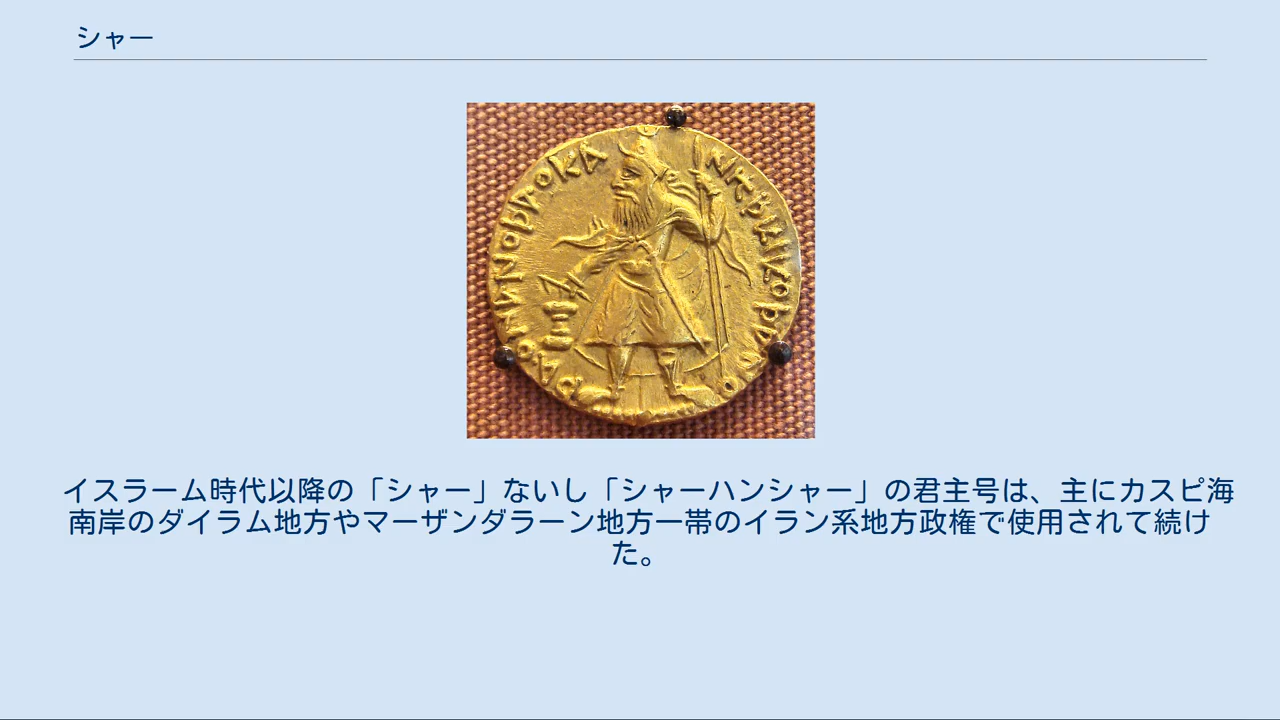 シャー
イスラーム時代以降の「シャー」ないし「シャーハンシャー」の君主号は、主にカスピ海
南岸のダイラム地方やマーザンダラーン地方一帯のイラン系地方政権で使用されて続け
た。